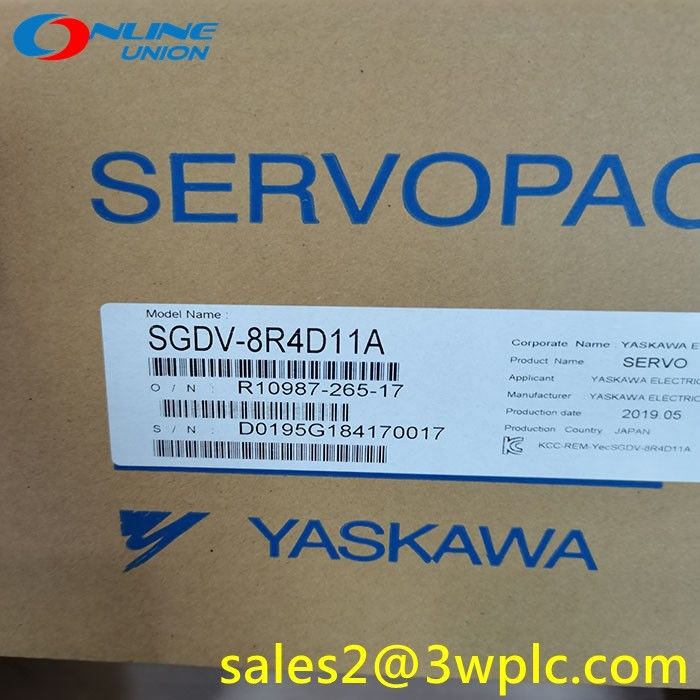 ONLINE
UNION
SERVOPAC
Model Name :
SGDV-8R4D11A
O / N : R10987-265-17
S / N : D0195G184170017
Corporate Name : YASKAWA E
Product Name SERVO
Applicant YASKAWA ELECTRIC
Manufacturer YASKAWA ELECTRIC
Production date 2019.05
Production Country JAPAN
KCC-REM-YecSGDV-8R4D11A
YASKAWA
sales2@3wplc.com